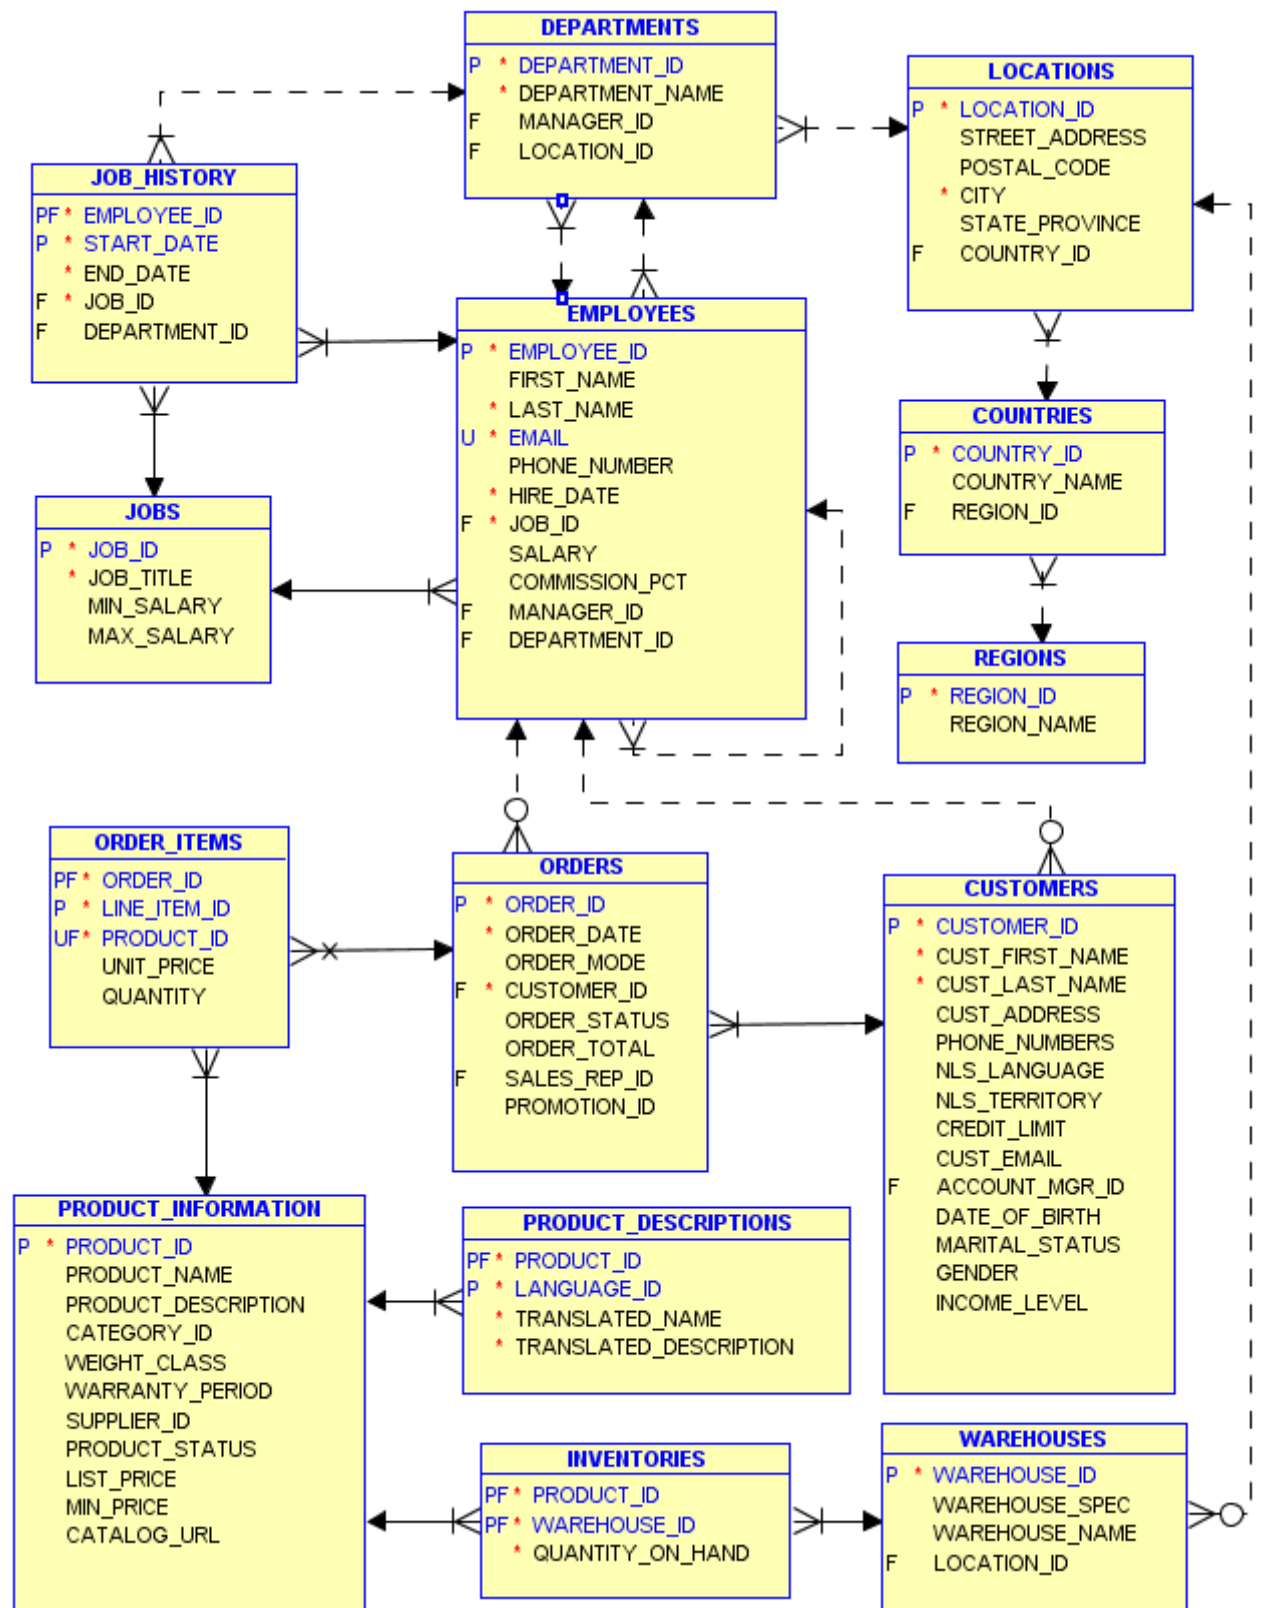 DEPARTMENTS
P * DEPARTMENT_ID
* DEPARTMENT_NAME
F MANAGER_ID
F LOCATION_ID
LOCATIONS
P * LOCATION_ID
STREET_ADDRESS
POSTAL_CODE
* CITY
STATE_PROVINCE
F COUNTRY_ID
JOB_HISTORY
PF * EMPLOYEE_ID
P * START_DATE
* END_DATE
F * JOB_ID
F DEPARTMENT_ID
EMPLOYEES
P * EMPLOYEE_ID
FIRST_NAME
* LAST_NAME
U * EMAIL
PHONE_NUMBER
* HIRE_DATE
F * JOB_ID
SALARY
COMMISSION_PCT
F MANAGER_ID
F DEPARTMENT_ID
COUNTRIES
P * COUNTRY_ID
COUNTRY_NAME
F REGION_ID
JOBS
P * JOB_ID
* JOB_TITLE
MIN_SALARY
MAX_SALARY
REGIONS
P * REGION_ID
REGION_NAME
ORDER_ITEMS
PF * ORDER_ID
P * LINE_ITEM_ID
UF * PRODUCT_ID
UNIT_PRICE
QUANTITY
ORDERS
P * ORDER_ID
* ORDER_DATE
ORDER_MODE
F * CUSTOMER_ID
ORDER_STATUS
ORDER_TOTAL
F SALES_REP_ID
PROMOTION_ID
CUSTOMERS
P * CUSTOMER_ID
* CUST_FIRST_NAME
* CUST_LAST_NAME
CUST_ADDRESS
PHONE_NUMBERS
NLS_LANGUAGE
NLS_TERRITORY
CREDIT_LIMIT
CUST_EMAIL
F ACCOUNT_MGR_ID
DATE_OF_BIRTH
MARITAL_STATUS
GENDER
INCOME_LEVEL
PRODUCT_INFORMATION
P * PRODUCT_ID
PRODUCT_NAME
PRODUCT_DESCRIPTION
CATEGORY_ID
WEIGHT_CLASS
WARRANTY_PERIOD
SUPPLIER_ID
PRODUCT_STATUS
LIST_PRICE
MIN_PRICE
CATALOG_URL
PRODUCT_DESCRIPTIONS
PF * PRODUCT_ID
P * LANGUAGE_ID
* TRANSLATED_NAME
* TRANSLATED_DESCRIPTION
INVENTORIES
PF * PRODUCT_ID
PF * WAREHOUSE_ID
* QUANTITY_ON_HAND
WAREHOUSES
P * WAREHOUSE_ID
WAREHOUSE_SPEC
WAREHOUSE_NAME
F LOCATION_ID